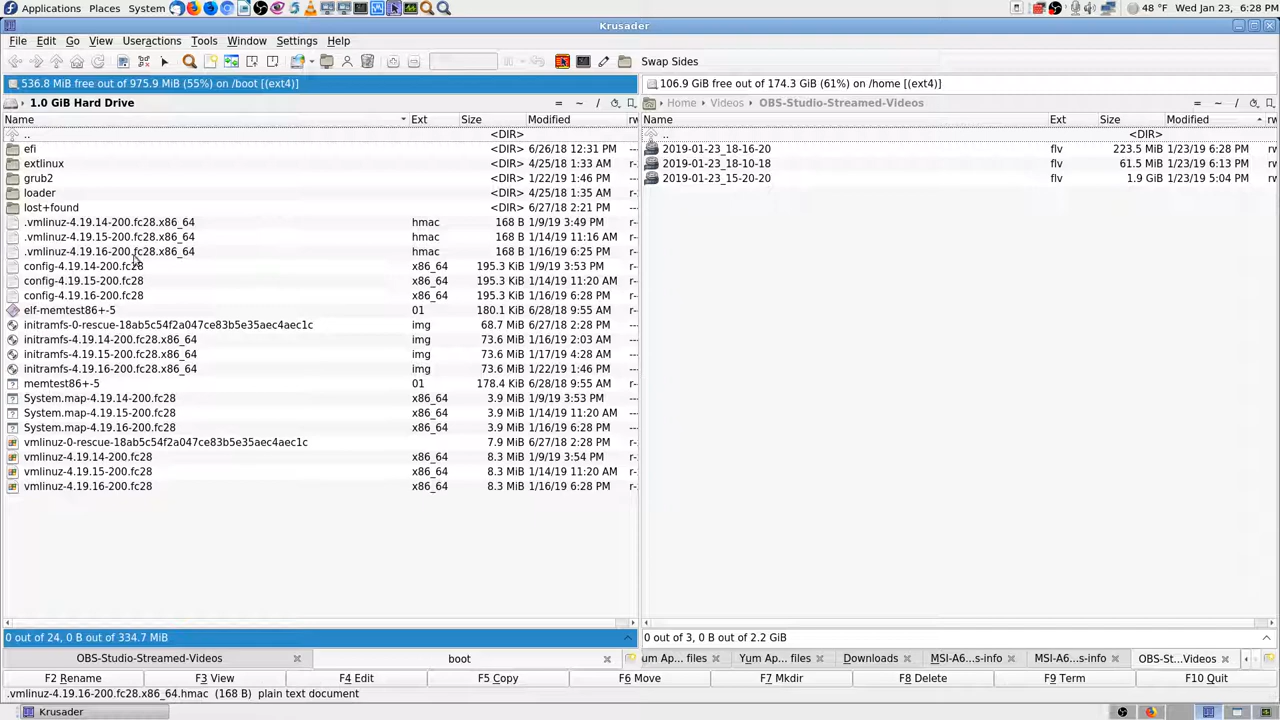 Applications Places System 48 °F Wed Jan 23, 6:28 PM
Krusader
File Edit Go View Useractions Tools Window Settings Help
Swap Sides
536.8 MiB free out of 975.9 MiB (55%) on /boot [(ext4)] 106.9 GiB free out of 174.3 GiB (61%) on /home [(ext4)]
1.0 GiB Hard Drive = ~ / Home Videos OBS-Studio-Streamed-Videos = ~ /
Name Ext Size Modified rw Name Ext Size Modified rw
.. <DIR> .. <DIR>
efi <DIR> 6/26/18 12:31 PM 2019-01-23_18-16-20 flv 223.5 MiB 1/23/19 6:28 PM rw
extlinux <DIR> 4/25/18 1:33 AM 2019-01-23_18-10-18 flv 61.5 MiB 1/23/19 6:13 PM rw
grub2 <DIR> 1/22/19 1:46 PM 2019-01-23_15-20-20 flv 1.9 GiB 1/23/19 5:04 PM rw
loader <DIR> 4/25/18 1:35 AM
lost+found <DIR> 6/27/18 2:21 PM
.vmlinuz-4.19.14-200.fc28.x86_64 hmac 168 B 1/9/19 3:49 PM r-
.vmlinuz-4.19.15-200.fc28.x86_64 hmac 168 B 1/14/19 11:16 AM r-
.vmlinuz-4.19.16-200.fc28.x86_64 hmac 168 B 1/16/19 6:25 PM r-
config-4.19.14-200.fc28 x86_64 195.3 KiB 1/9/19 3:53 PM r-
config-4.19.15-200.fc28 x86_64 195.3 KiB 1/14/19 11:20 AM r-
config-4.19.16-200.fc28 x86_64 195.3 KiB 1/16/19 6:28 PM r-
elf-memtest86+-5 01 180.1 KiB 6/28/18 9:55 AM r-
initramfs-0-rescue-18ab5c54f2a047ce83b5e35aec4aec1c img 68.7 MiB 6/27/18 2:28 PM --
initramfs-4.19.14-200.fc28.x86_64 img 73.6 MiB 1/16/19 2:03 AM --
initramfs-4.19.15-200.fc28.x86_64 img 73.6 MiB 1/17/19 4:28 AM --
initramfs-4.19.16-200.fc28.x86_64 img 73.6 MiB 1/22/19 1:46 PM --
memtest86+-5 01 178.4 KiB 6/28/18 9:55 AM r-
System.map-4.19.14-200.fc28 x86_64 3.9 MiB 1/9/19 3:53 PM --
System.map-4.19.15-200.fc28 x86_64 3.9 MiB 1/14/19 11:20 AM --
System.map-4.19.16-200.fc28 x86_64 3.9 MiB 1/16/19 6:28 PM --
vmlinuz-0-rescue-18ab5c54f2a047ce83b5e35aec4aec1c 7.9 MiB 6/27/18 2:28 PM r-
vmlinuz-4.19.14-200.fc28 x86_64 8.3 MiB 1/9/19 3:54 PM r-
vmlinuz-4.19.15-200.fc28 x86_64 8.3 MiB 1/14/19 11:20 AM r-
vmlinuz-4.19.16-200.fc28 x86_64 8.3 MiB 1/16/19 6:28 PM r-
0 out of 24, 0 B out of 334.7 MiB 0 out of 3, 0 B out of 2.2 GiB
OBS-Studio-Streamed-Videos boot um Ap... files Yum Ap... files Downloads MSI-A6...s-info MSI-A6...s-info OBS-St...Videos
F2 Rename F3 View F4 Edit F5 Copy F6 Move F7 Mkdir F8 Delete F9 Term F10 Quit
.vmlinuz-4.19.16-200.fc28.x86_64.hmac (168 B) plain text document
Krusader